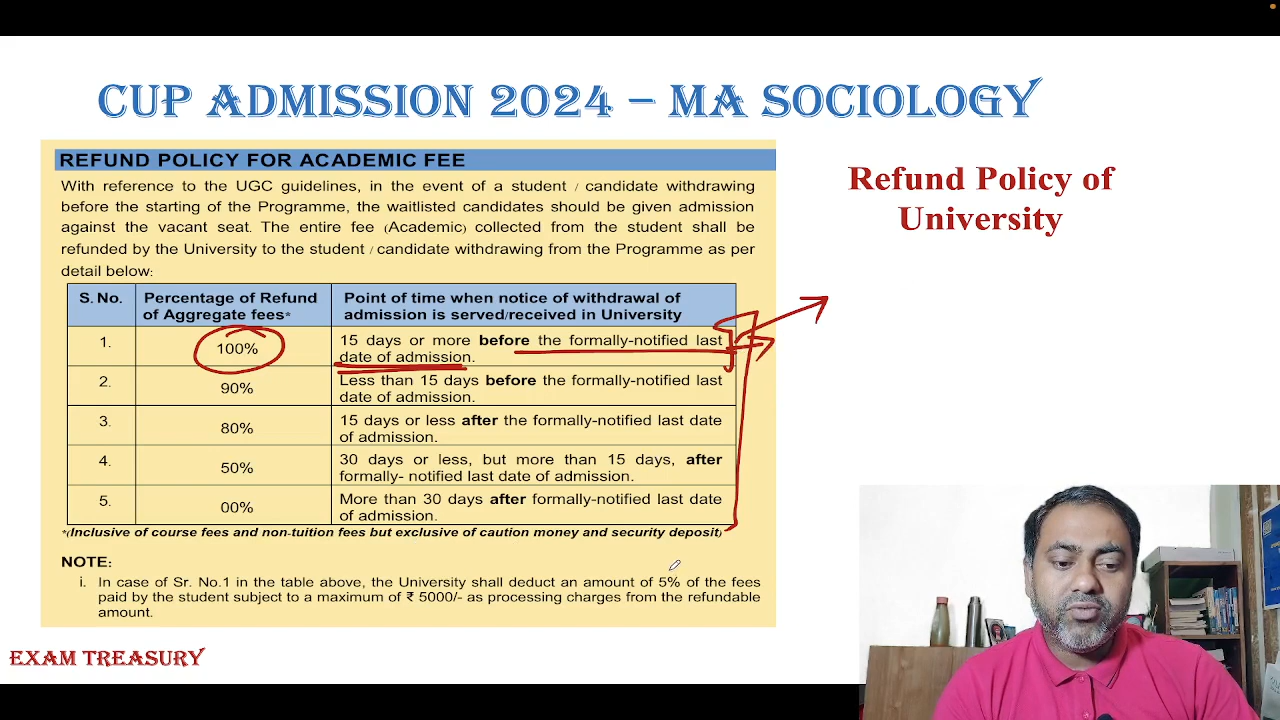 CUP ADMISSION 2024 – MA SOCIOLOGY
REFUND POLICY FOR ACADEMIC FEE
With reference to the UGC guidelines, in the event of a student / candidate withdrawing
before the starting of the Programme, the waitlisted candidates should be given admission
against the vacant seat. The entire fee (Academic) collected from the student shall be
refunded by the University to the student / candidate withdrawing from the Programme as per
detail below:
S. No. Percentage of Refund of Aggregate fees* Point of time when notice of withdrawal of admission is served/received in University
1. 100% 15 days or more before the formally-notified last
date of admission.
2. 90% Less than 15 days before the formally-notified last
date of admission.
3. 80% 15 days or less after the formally-notified last date
of admission.
4. 50% 30 days or less, but more than 15 days, after
formally- notified last date of admission.
5. 00% More than 30 days after formally-notified last date
of admission.
*(Inclusive of course fees and non-tuition fees but exclusive of caution money and security deposit)
NOTE:
i. In case of Sr. No.1 in the table above, the University shall deduct an amount of 5% of the fees
paid by the student subject to a maximum of ₹ 5000/- as processing charges from the refundable
amount.
Refund Policy of
University
EXAM TREASURY